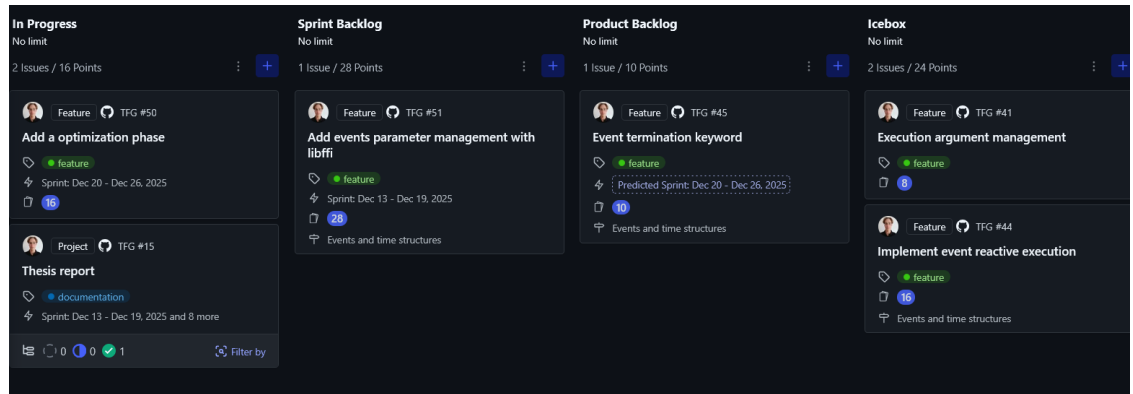 In Progress
No limit
2 Issues / 16 Points
Feature TFG #50
Add a optimization phase
feature
Sprint: Dec 20 - Dec 26, 2025
16
Project TFG #15
Thesis report
documentation
Sprint: Dec 13 - Dec 19, 2025 and 8 more
0 0 1 Filter by
Sprint Backlog
No limit
1 Issue / 28 Points
Feature TFG #51
Add events parameter management with
libffi
feature
Sprint: Dec 13 - Dec 19, 2025
28
Events and time structures
Product Backlog
No limit
1 Issue / 10 Points
Feature TFG #45
Event termination keyword
feature
Predicted Sprint: Dec 20 - Dec 26, 2025
10
Events and time structures
Icebox
No limit
2 Issues / 24 Points
Feature TFG #41
Execution argument management
feature
8
Feature TFG #44
Implement event reactive execution
feature
16
Events and time structures